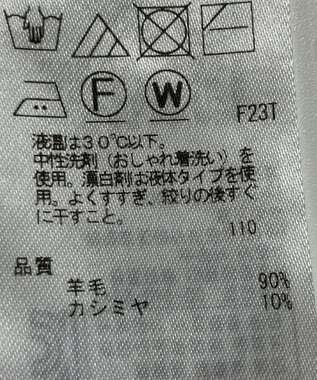 F
W
F23T
液温は30℃以下。
中性洗剤（おしゃれ着洗い）を
使用。漂白剤は液体タイプを使
用。よくすすぎ、絞りの後すぐ
に干すこと。
110
品質
羊毛 90%
カシミヤ 10%